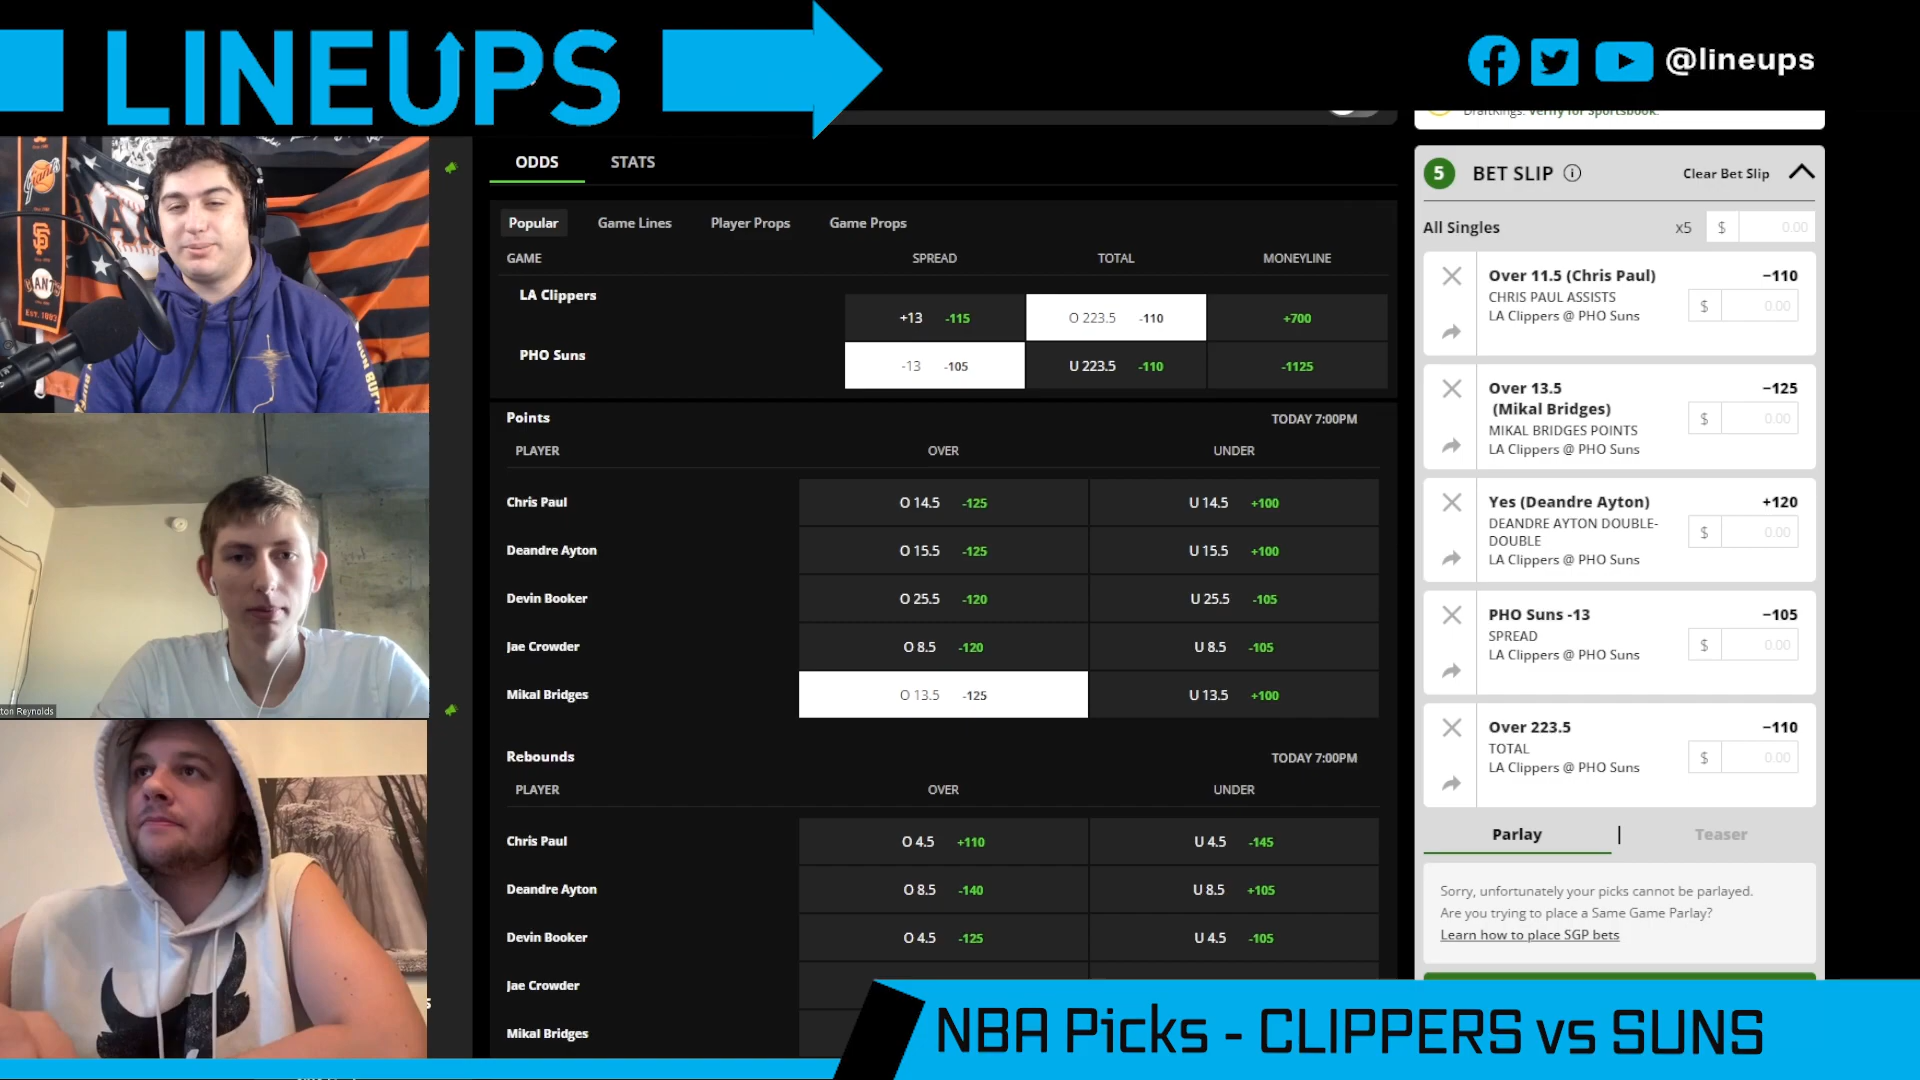 LINEUPS
@lineups
DraftKings. Verify for Sportsbook.
GIANTS
EST. 1883
ton Reynolds
ODDS STATS
Popular Game Lines Player Props Game Props
GAME SPREAD TOTAL MONEYLINE
LA Clippers
+13 -115 O 223.5 -110 +700
PHO Suns
-13 -105 U 223.5 -110 -1125
Points TODAY 7:00PM
PLAYER OVER UNDER
Chris Paul O 14.5 -125 U 14.5 +100
Deandre Ayton O 15.5 -125 U 15.5 +100
Devin Booker O 25.5 -120 U 25.5 -105
Jae Crowder O 8.5 -120 U 8.5 -105
Mikal Bridges O 13.5 -125 U 13.5 +100
Rebounds TODAY 7:00PM
PLAYER OVER UNDER
Chris Paul O 4.5 +110 U 4.5 -145
Deandre Ayton O 8.5 -140 U 8.5 +105
Devin Booker O 4.5 -125 U 4.5 -105
Jae Crowder
Mikal Bridges
5 BET SLIP Clear Bet Slip
All Singles x5 $ 0.00
Over 11.5 (Chris Paul) −110
CHRIS PAUL ASSISTS
LA Clippers @ PHO Suns
$ 0.00
Over 13.5 −125
(Mikal Bridges)
MIKAL BRIDGES POINTS
LA Clippers @ PHO Suns
$ 0.00
Yes (Deandre Ayton) +120
DEANDRE AYTON DOUBLE-
DOUBLE
LA Clippers @ PHO Suns
$ 0.00
PHO Suns -13 −105
SPREAD
LA Clippers @ PHO Suns
$ 0.00
Over 223.5 −110
TOTAL
LA Clippers @ PHO Suns
$ 0.00
Parlay | Teaser
Sorry, unfortunately your picks cannot be parlayed.
Are you trying to place a Same Game Parlay?
Learn how to place SGP bets
NBA Picks - CLIPPERS vs SUNS